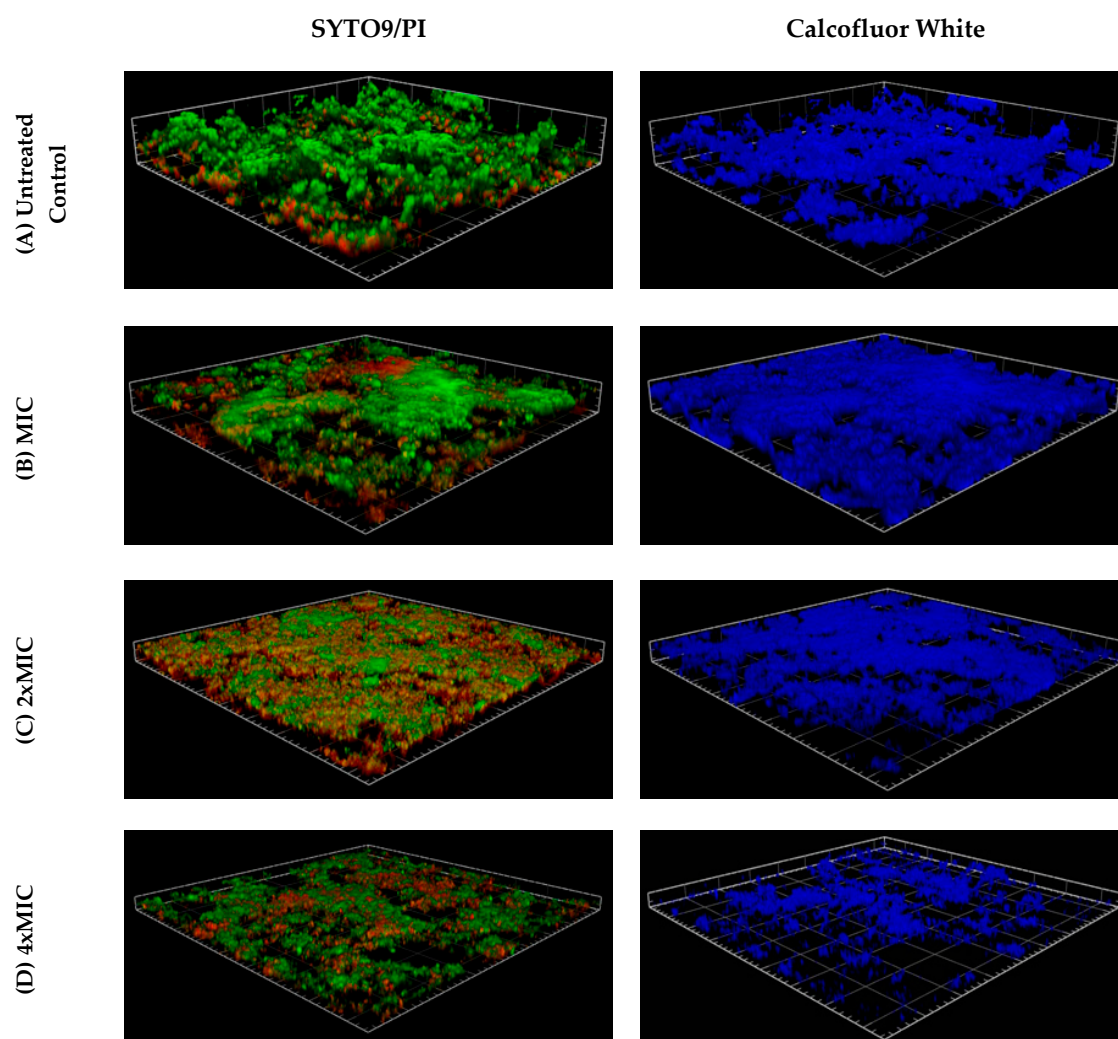 SYTO9/PI
Calcofluor White
(A) Untreated
Control
(B) MIC
(C) 2xMIC
(D) 4xMIC